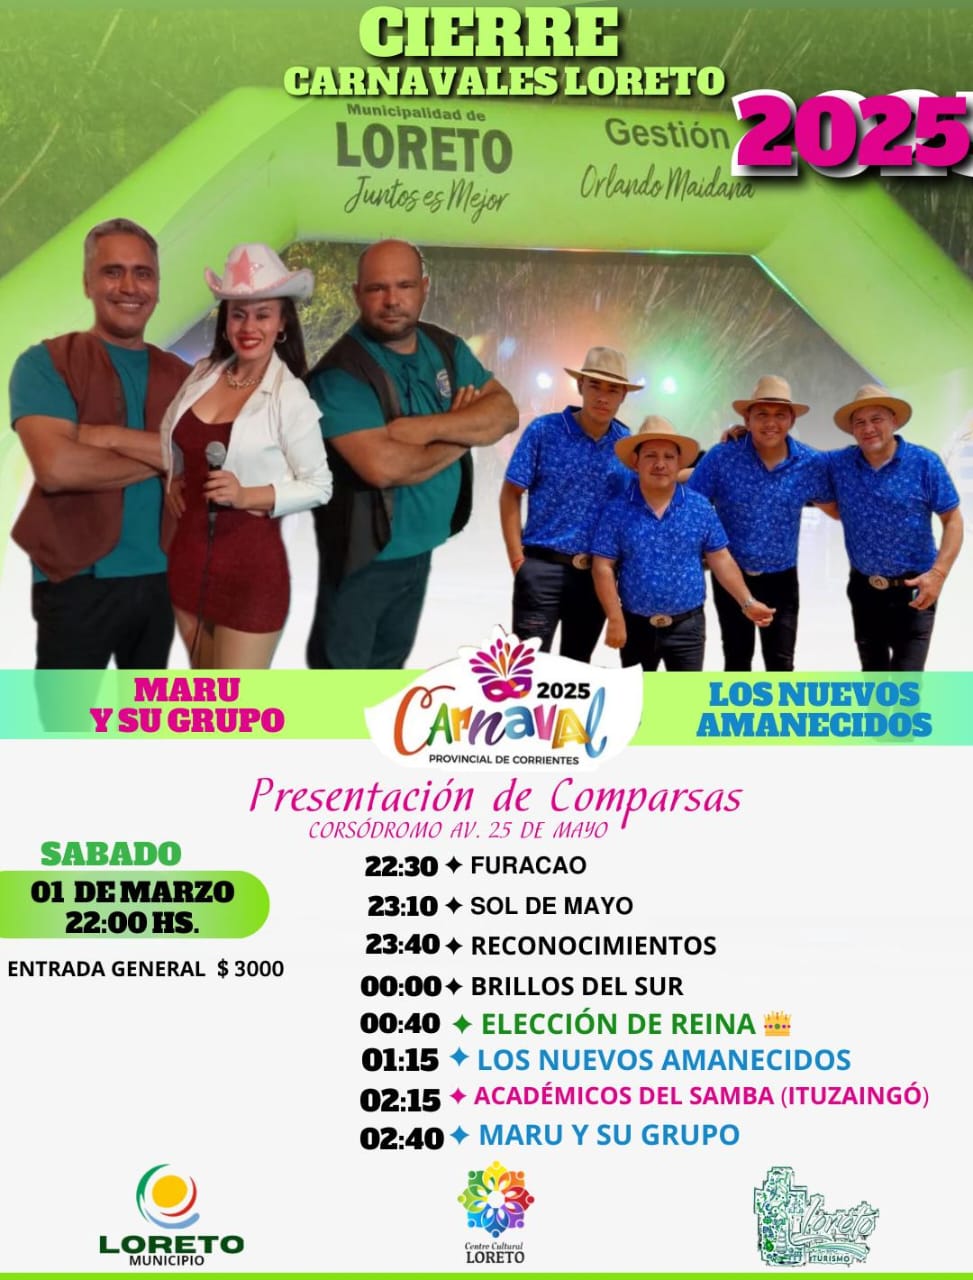 CIERRE
CARNAVALES LORETO
2025
Municipalidad de
LORETO
Juntos es Mejor
Gestión
Orlando Maidana
MARU
Y SU GRUPO
2025
CARNAVAL
PROVINCIAL DE CORRIENTES
LOS NUEVOS
AMANECIDOS
Presentación de Comparsas
CORSÓDROMO AV. 25 DE MAYO
SABADO
01 DE MARZO
22:00 HS.
ENTRADA GENERAL $ 3000
22:30 ✦ FURACAO
23:10 ✦ SOL DE MAYO
23:40 ✦ RECONOCIMIENTOS
00:00 ✦ BRILLOS DEL SUR
00:40 ✦ ELECCIÓN DE REINA 👑
01:15 ✦ LOS NUEVOS AMANECIDOS
02:15 ✦ ACADÉMICOS DEL SAMBA (ITUZAINGÓ)
02:40 ✦ MARU Y SU GRUPO
LORETO
MUNICIPIO
Centro Cultural
LORETO
Loreto
TURISMO